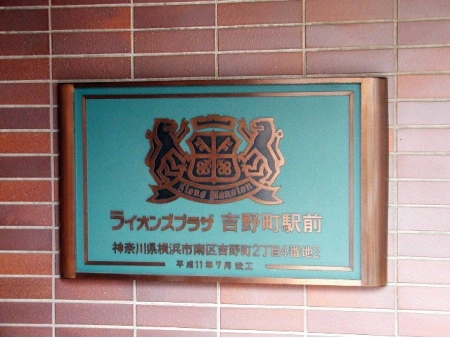 Lions Mansion
ライオンズプラザ 吉野町駅前
神奈川県横浜市南区吉野町2丁目4番地2
平成11年7月竣工